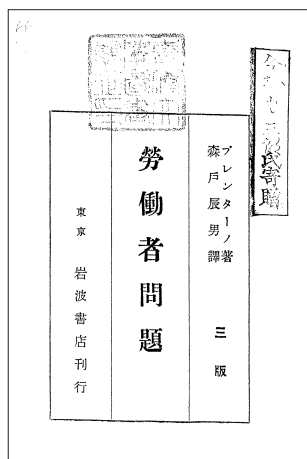 ブレンターノ著
森戸辰男譯
三版
勞働者問題
東京 岩波書店刊行